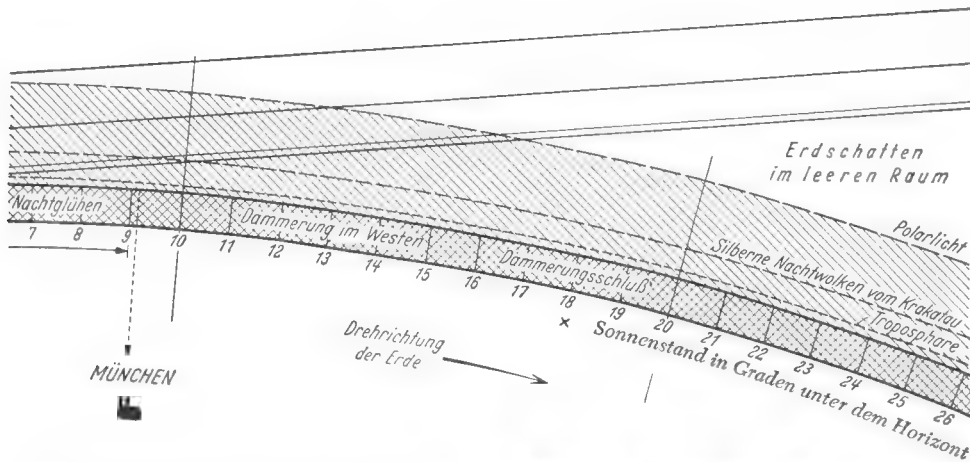 Erdschatten
im leeren Raum
Polarlicht
Silberne Nachtwolken vom Krakatau
Troposphäre
Nachtglühen
Dämmerung im Westen
Dämmerungsschluß
7 8 9 10 11 12 13 14 15 16 17 18 19 20 21 22 23 24 25 26
× Sonnenstand in Graden unter dem Horizont
Drehrichtung
der Erde
MÜNCHEN